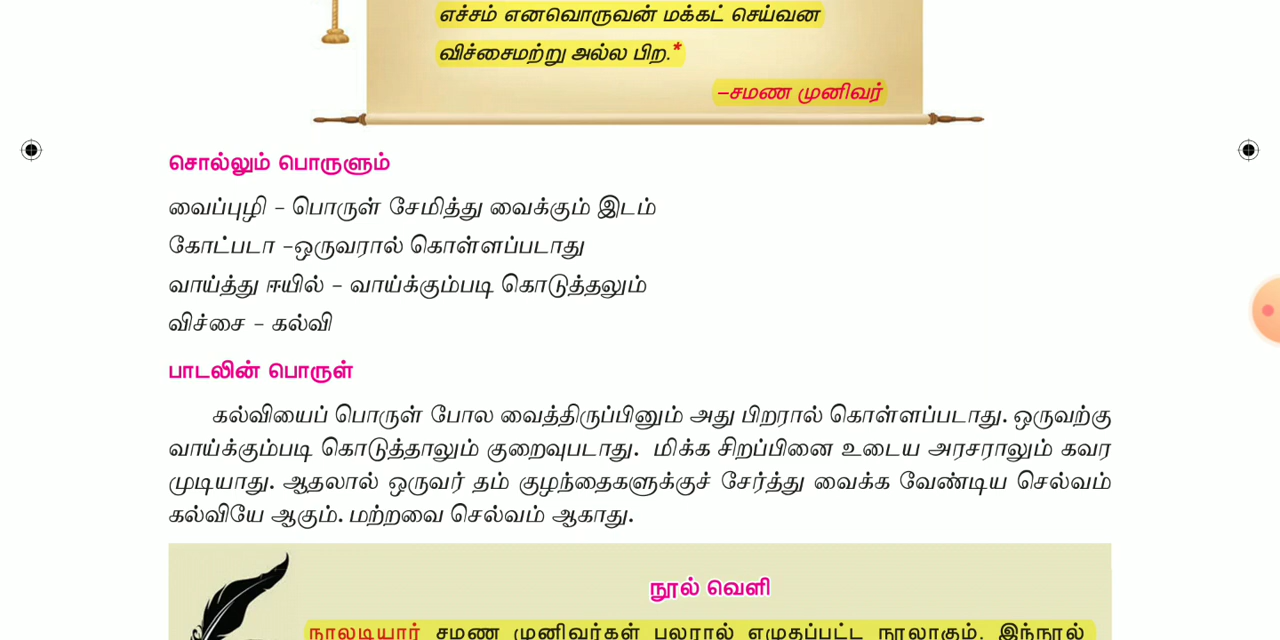 எச்சம் எனவொருவன் மக்கட் செய்வன
விச்சைமற்று அல்ல பிற.*
–சமண முனிவர்
சொல்லும் பொருளும்
வைப்புழி – பொருள் சேமித்து வைக்கும் இடம்
கோட்படா –ஒருவரால் கொள்ளப்படாது
வாய்த்து ஈயில் – வாய்க்கும்படி கொடுத்தலும்
விச்சை – கல்வி
பாடலின் பொருள்
கல்வியைப் பொருள் போல வைத்திருப்பினும் அது பிறரால் கொள்ளப்படாது. ஒருவற்கு
வாய்க்கும்படி கொடுத்தாலும் குறைவுபடாது. மிக்க சிறப்பினை உடைய அரசராலும் கவர
முடியாது. ஆதலால் ஒருவர் தம் குழந்தைகளுக்குச் சேர்த்து வைக்க வேண்டிய செல்வம்
கல்வியே ஆகும். மற்றவை செல்வம் ஆகாது.
நூல் வெளி
நாலடியார் சமண முனிவர்கள் பலரால் எழுதப்பட்ட நூலாகும். இந்நூல்